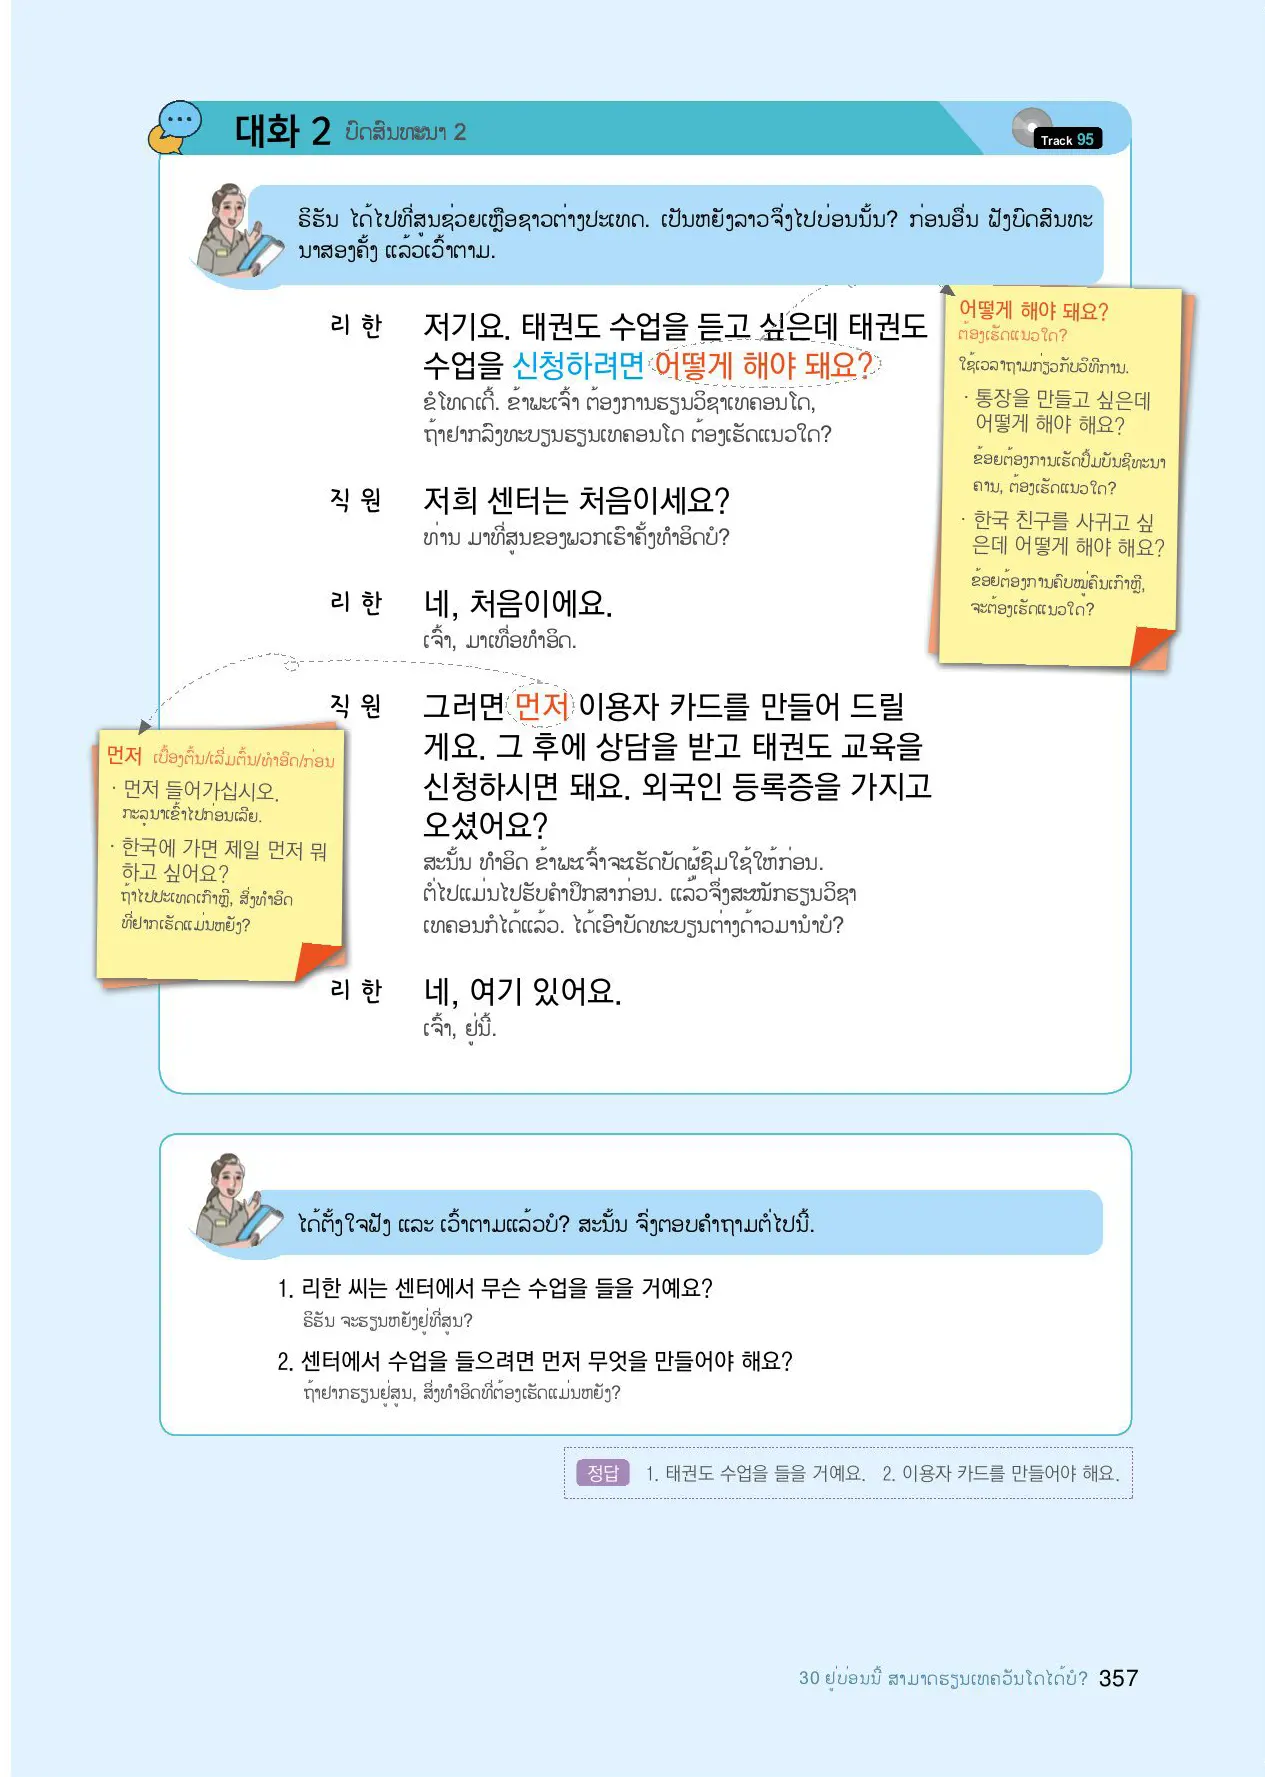 대화 2 ບົດສົນທະນາ 2
Track 95
ຣິຮັນ ໄດ້ໄປທີ່ສູນຊ່ວຍເຫຼືອຊາວຕ່າງປະເທດ. ເປັນຫຍັງລາວຈຶ່ງໄປບ່ອນນັ້ນ? ກ່ອນອື່ນ ຟັງບົດສົນທະ
ນາສອງຄັ້ງ ແລ້ວເວົ້າຕາມ.
리 한 저기요. 태권도 수업을 듣고 싶은데 태권도
수업을 신청하려면 어떻게 해야 돼요?
ຂໍໂທດເດີ້. ຂ້າພະເຈົ້າ ຕ້ອງການຮຽນວິຊາເທຄອນໂດ,
ຖ້າຢາກລົງທະບຽນຮຽນເທຄອນໂດ ຕ້ອງເຮັດແນວໃດ?
직 원 저희 센터는 처음이세요?
ທ່ານ ມາທີ່ສູນຂອງພວກເຮົາຄັ້ງທຳອິດບໍ?
리 한 네, 처음이에요.
ເຈົ້າ, ມາເທື່ອທຳອິດ.
직 원 그러면 먼저 이용자 카드를 만들어 드릴
게요. 그 후에 상담을 받고 태권도 교육을
신청하시면 돼요. 외국인 등록증을 가지고
오셨어요?
ສະນັ້ນ ທຳອິດ ຂ້າພະເຈົ້າຈະເຮັດບັດຜູ້ຊົມໃຊ້ໃຫ້ກ່ອນ.
ຕໍ່ໄປແມ່ນໄປຮັບຄຳປຶກສາກ່ອນ. ແລ້ວຈຶ່ງສະໝັກຮຽນວິຊາ
ເທຄອນກໍໄດ້ແລ້ວ. ໄດ້ເອົາບັດທະບຽນຕ່າງດ້າວມານຳບໍ?
리 한 네, 여기 있어요.
ເຈົ້າ, ຢູ່ນີ້.
어떻게 해야 돼요?
ຕ້ອງເຮັດແນວໃດ?
ໃຊ້ເວລາຖາມກ່ຽວກັບວິທີການ.
· 통장을 만들고 싶은데
어떻게 해야 해요?
ຂ້ອຍຕ້ອງການເຮັດປຶ້ມບັນຊີທະນາ
ຄານ, ຕ້ອງເຮັດແນວໃດ?
· 한국 친구를 사귀고 싶
은데 어떻게 해야 해요?
ຂ້ອຍຕ້ອງການຄົບໝູ່ຄົນເກົາຫຼີ,
ຈະຕ້ອງເຮັດແນວໃດ?
먼저 ເບື້ອງຕົ້ນ/ເລີ່ມຕົ້ນ/ທຳອິດ/ກ່ອນ
· 먼저 들어가십시오.
ກະລຸນາເຂົ້າໄປກ່ອນເລີຍ.
· 한국에 가면 제일 먼저 뭐
하고 싶어요?
ຖ້າໄປປະເທດເກົາຫຼີ, ສິ່ງທຳອິດ
ທີ່ຢາກເຮັດແມ່ນຫຍັງ?
ໄດ້ຕັ້ງໃຈຟັງ ແລະ ເວົ້າຕາມແລ້ວບໍ? ສະນັ້ນ ຈົ່ງຕອບຄຳຖາມຕໍ່ໄປນີ້.
1. 리한 씨는 센터에서 무슨 수업을 들을 거예요?
ຣິຮັນ ຈະຮຽນຫຍັງຢູ່ທີ່ສູນ?
2. 센터에서 수업을 들으려면 먼저 무엇을 만들어야 해요?
ຖ້າຢາກຮຽນຢູ່ສູນ, ສິ່ງທຳອິດທີ່ຕ້ອງເຮັດແມ່ນຫຍັງ?
정답 1. 태권도 수업을 들을 거예요. 2. 이용자 카드를 만들어야 해요.
30 ຢູ່ບ່ອນນີ້ ສາມາດຮຽນເທຄວັນໂດໄດ້ບໍ? 357